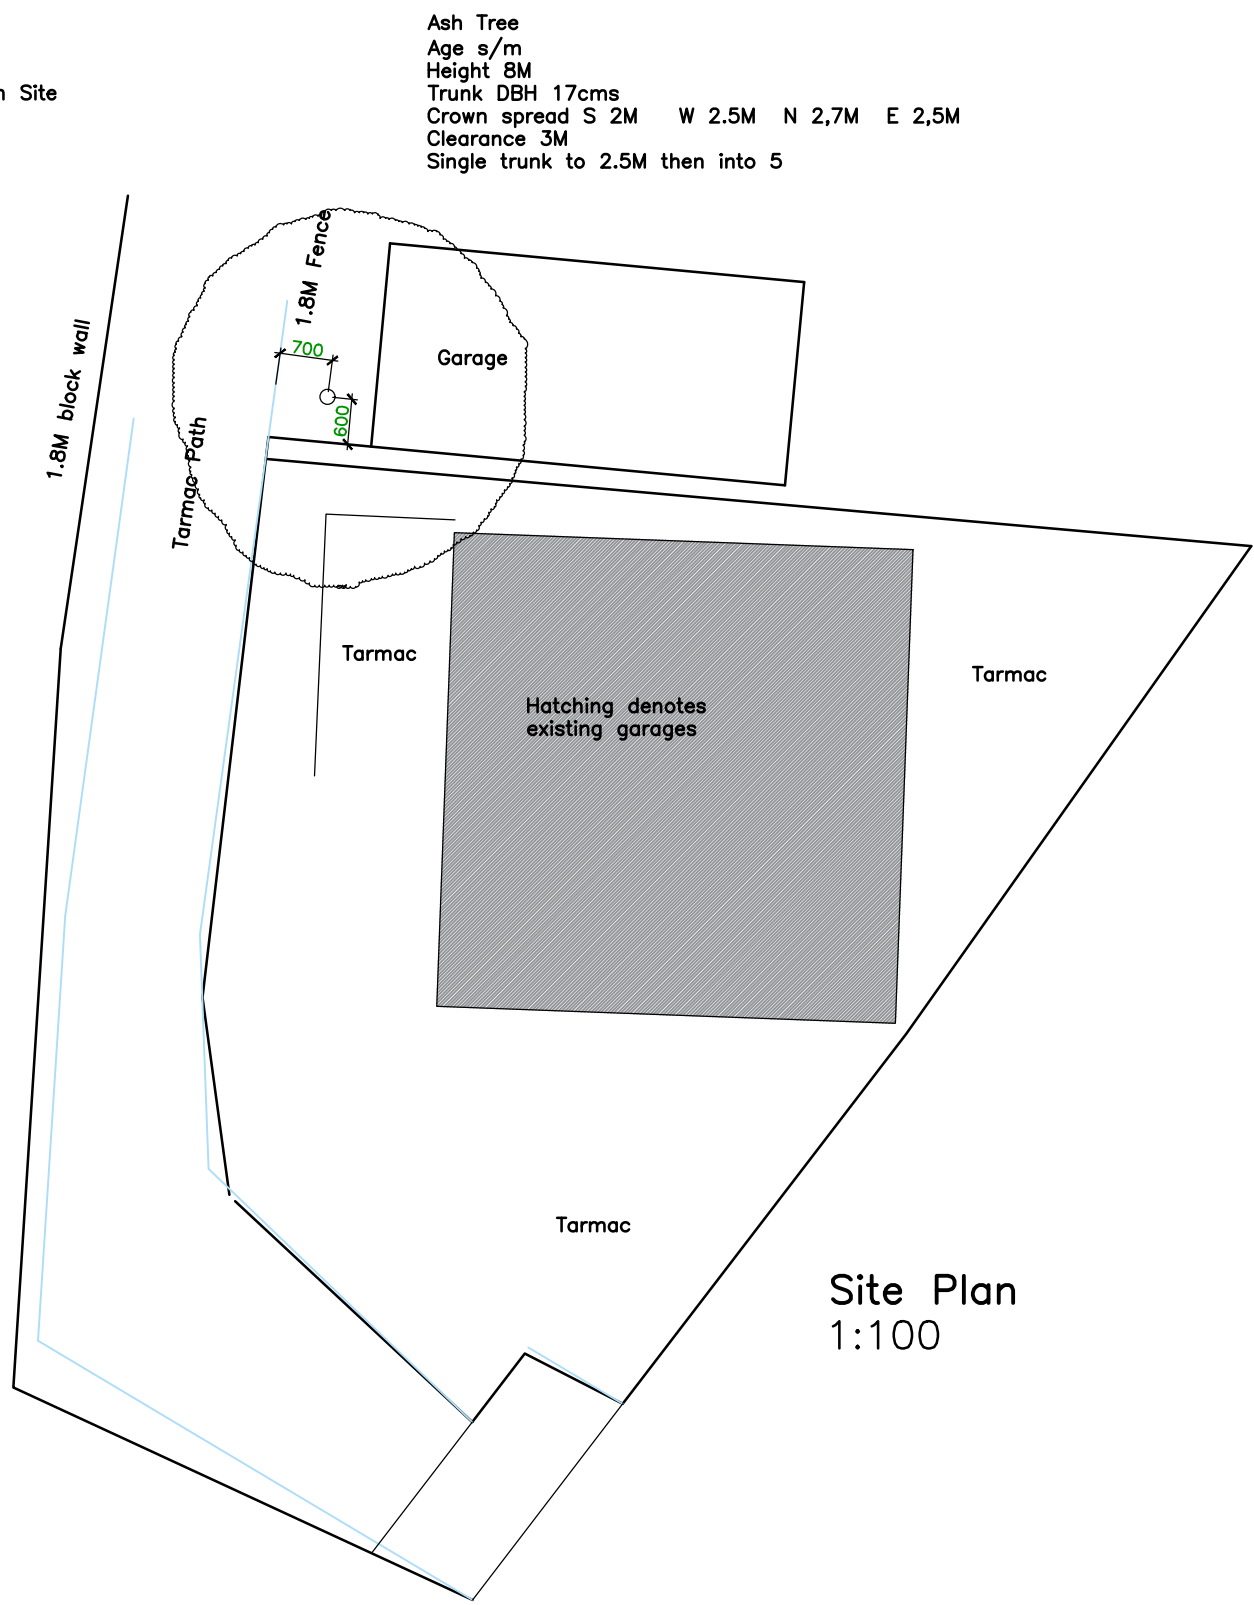 Ash Tree
Age s/m
Height 8M
Site
Trunk DBH 17cms
Crown spread S 2M W 2.5M N 2,7M E 2,5M
Clearance 3M
Single trunk to 2.5M then into 5
1.8M Fence
1.8M block wall
700
Garage
600
Tarmac Path
Tarmac
Tarmac
Hatching denotes
existing garages
Tarmac
Site Plan
1:100